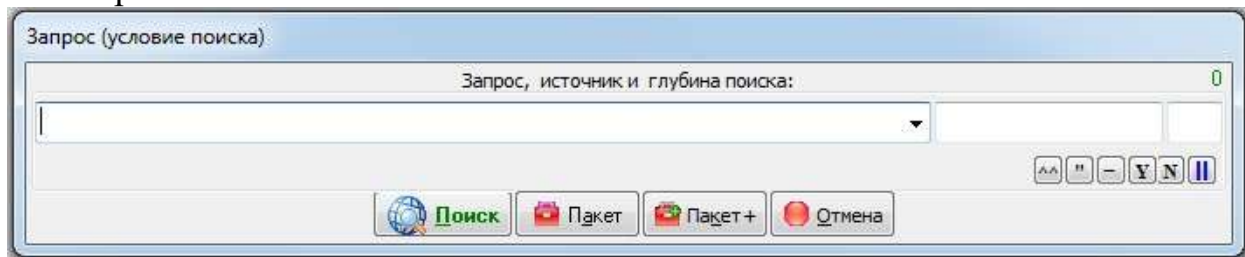 Запрос (условие поиска)
Запрос, источник и глубина поиска:
0
^^ " – Y N ||
Поиск Пакет Пакет+ Отмена